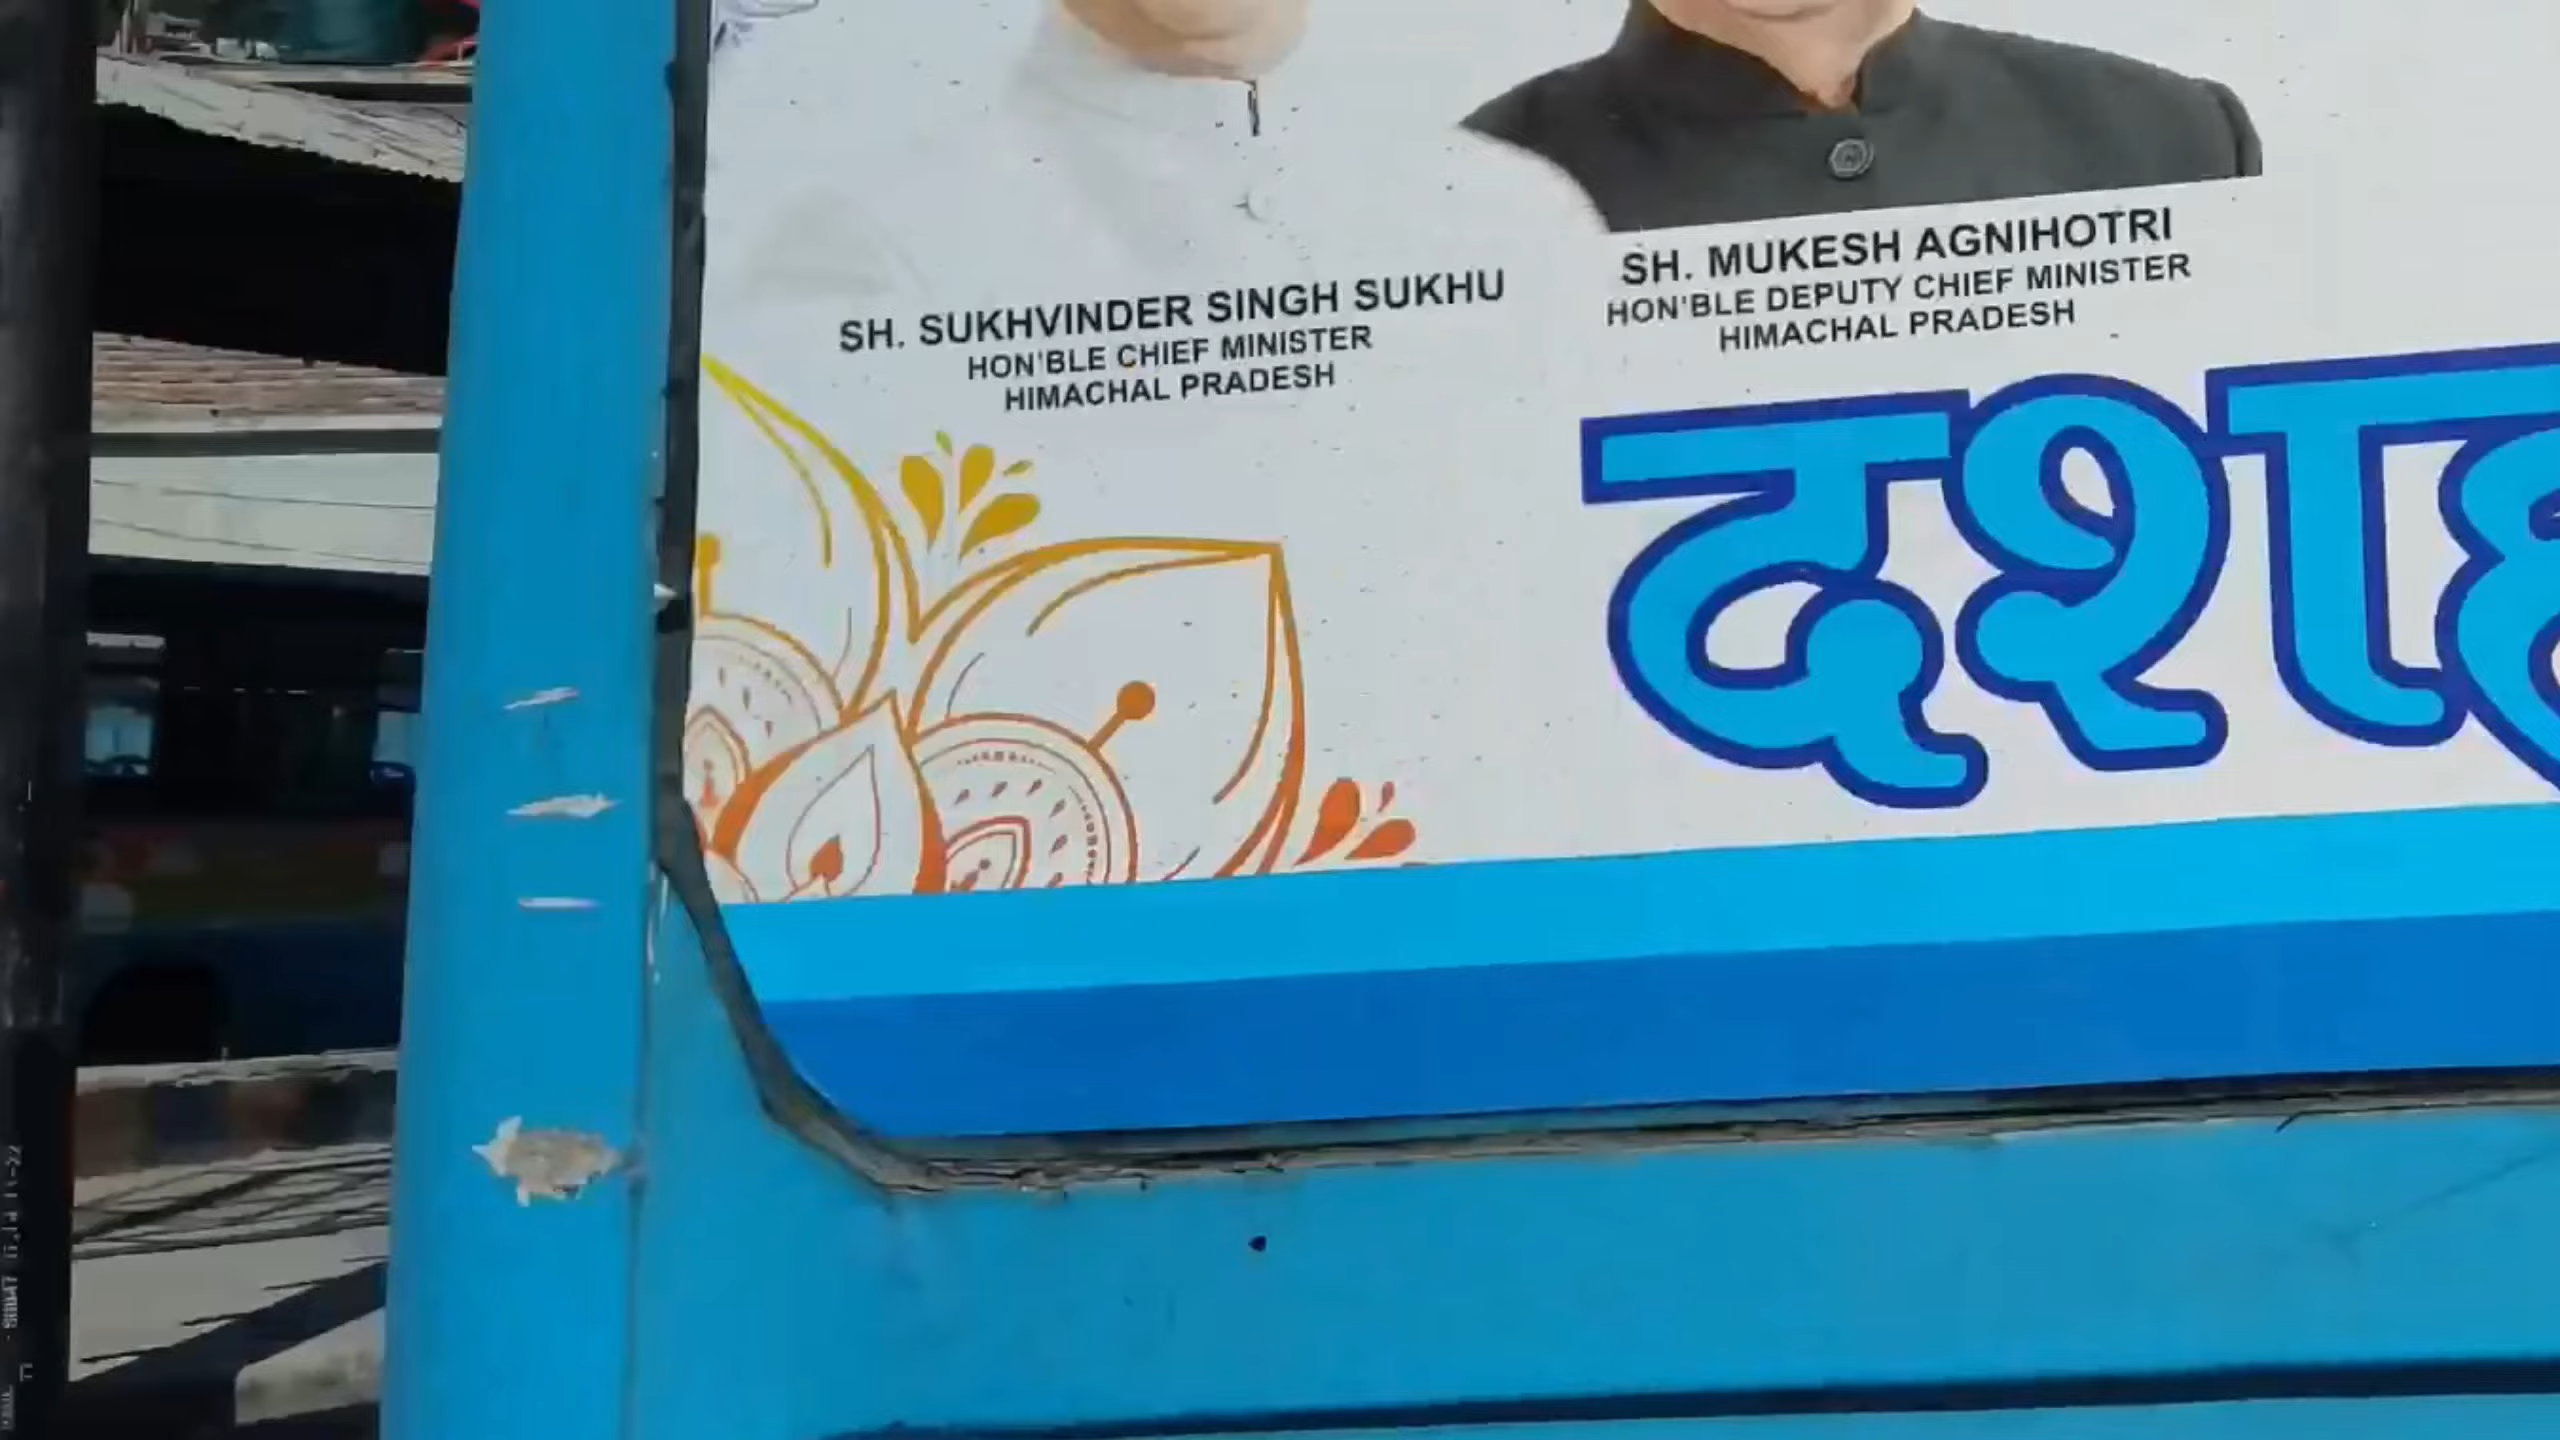 SH. SUKHVINDER SINGH SUKHU
HON'BLE CHIEF MINISTER
HIMACHAL PRADESH
SH. MUKESH AGNIHOTRI
HON'BLE DEPUTY CHIEF MINISTER
HIMACHAL PRADESH
दशह